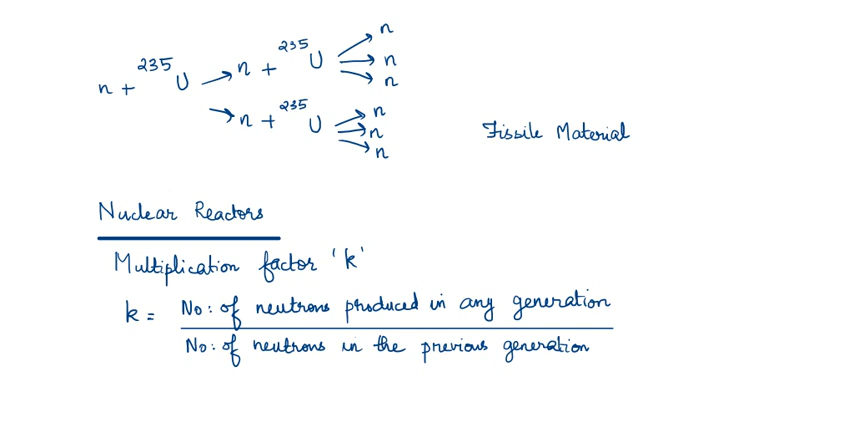 n + ²³⁵U → n + ²³⁵U → n
→ n
→ n
→ n + ²³⁵U → n
→ n
→ n
Fissile Material
Nuclear Reactors
Multiplication factor 'k'
k = No: of neutrons produced in any generation
No: of neutrons in the previous generation